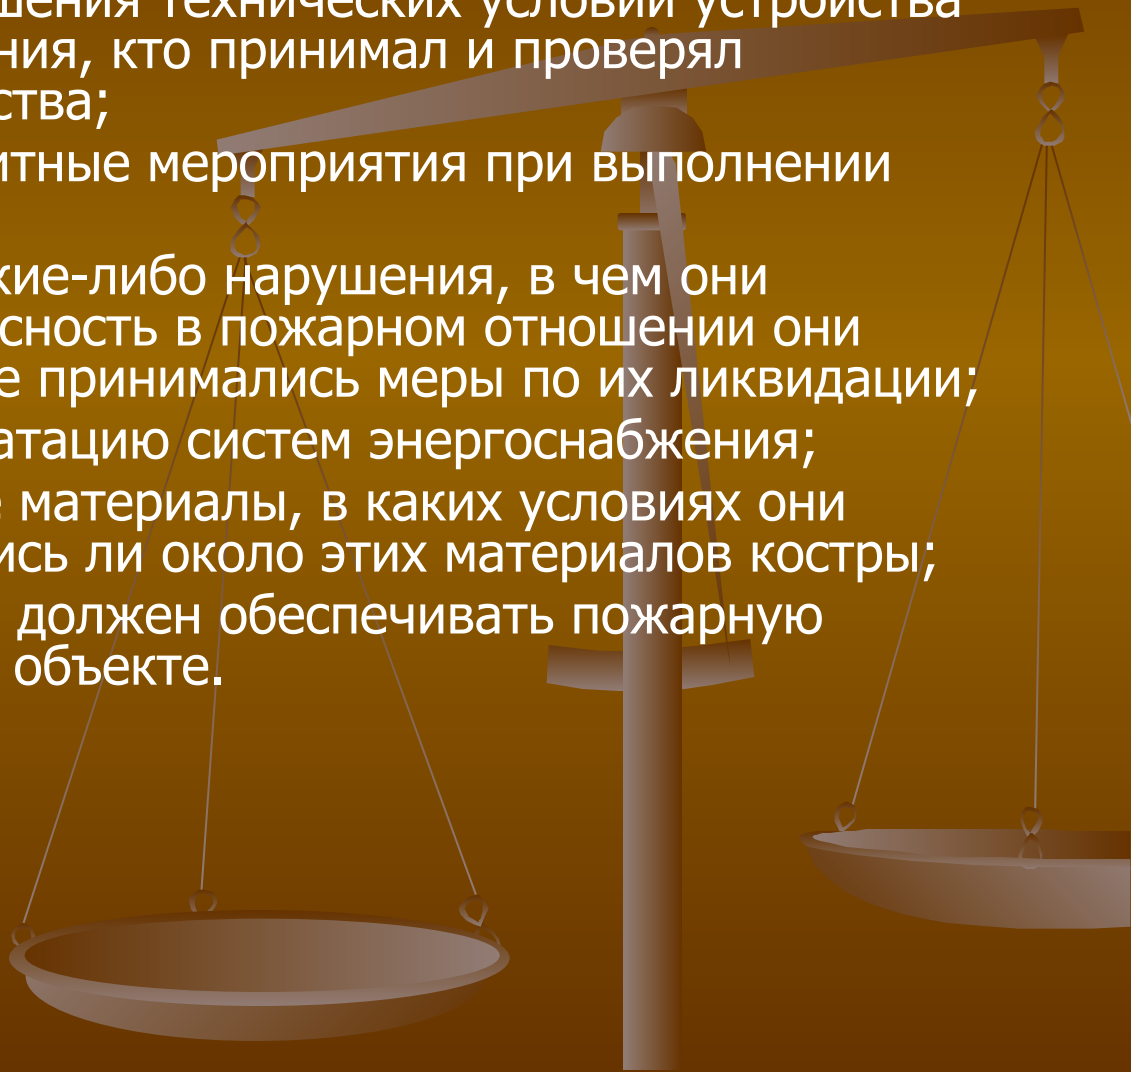 шения технических условий устройства
ния, кто принимал и проверял
ства;
итные мероприятия при выполнении
кие-либо нарушения, в чем они
сность в пожарном отношении они
е принимались меры по их ликвидации;
атацию систем энергоснабжения;
е материалы, в каких условиях они
ись ли около этих материалов костры;
должен обеспечивать пожарную
объекте.